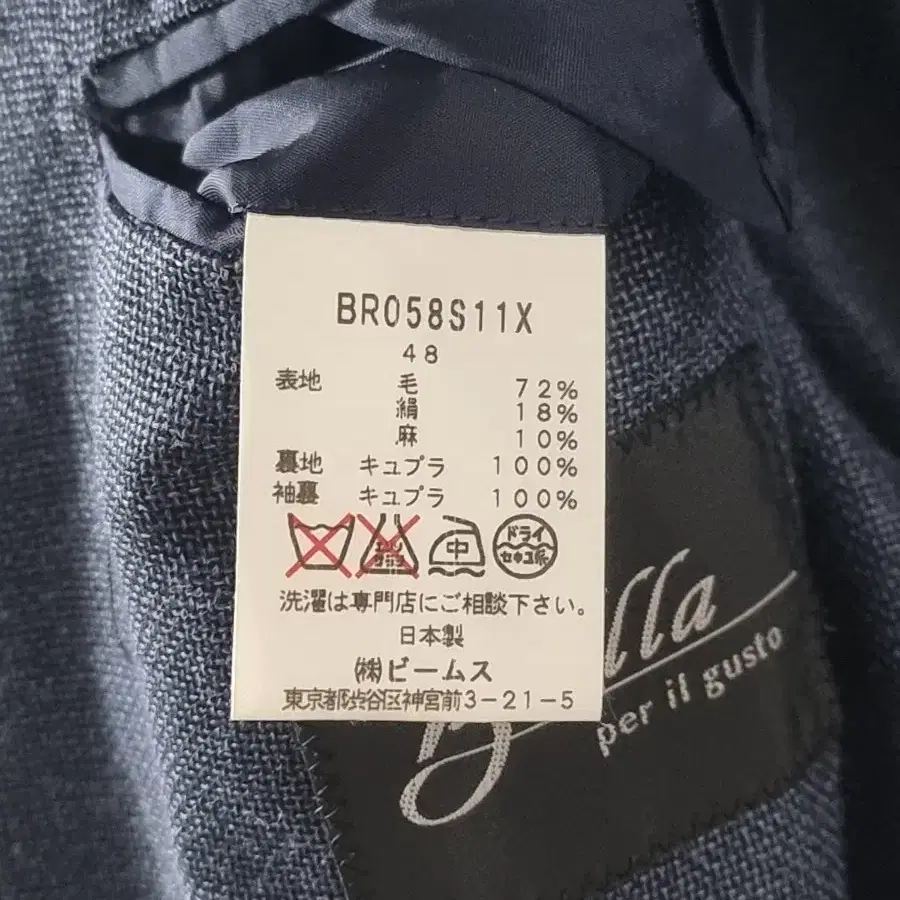 BR058S11X
48
表地 毛 72%
絹 18%
麻 10%
裏地 キュプラ 100%
袖裏 キュプラ 100%
中 ドライ
セキユ系
洗濯は専門店にご相談下さい。
日本製
㈱ビームス
東京都渋谷区神宮前3-21-5
per il gusto